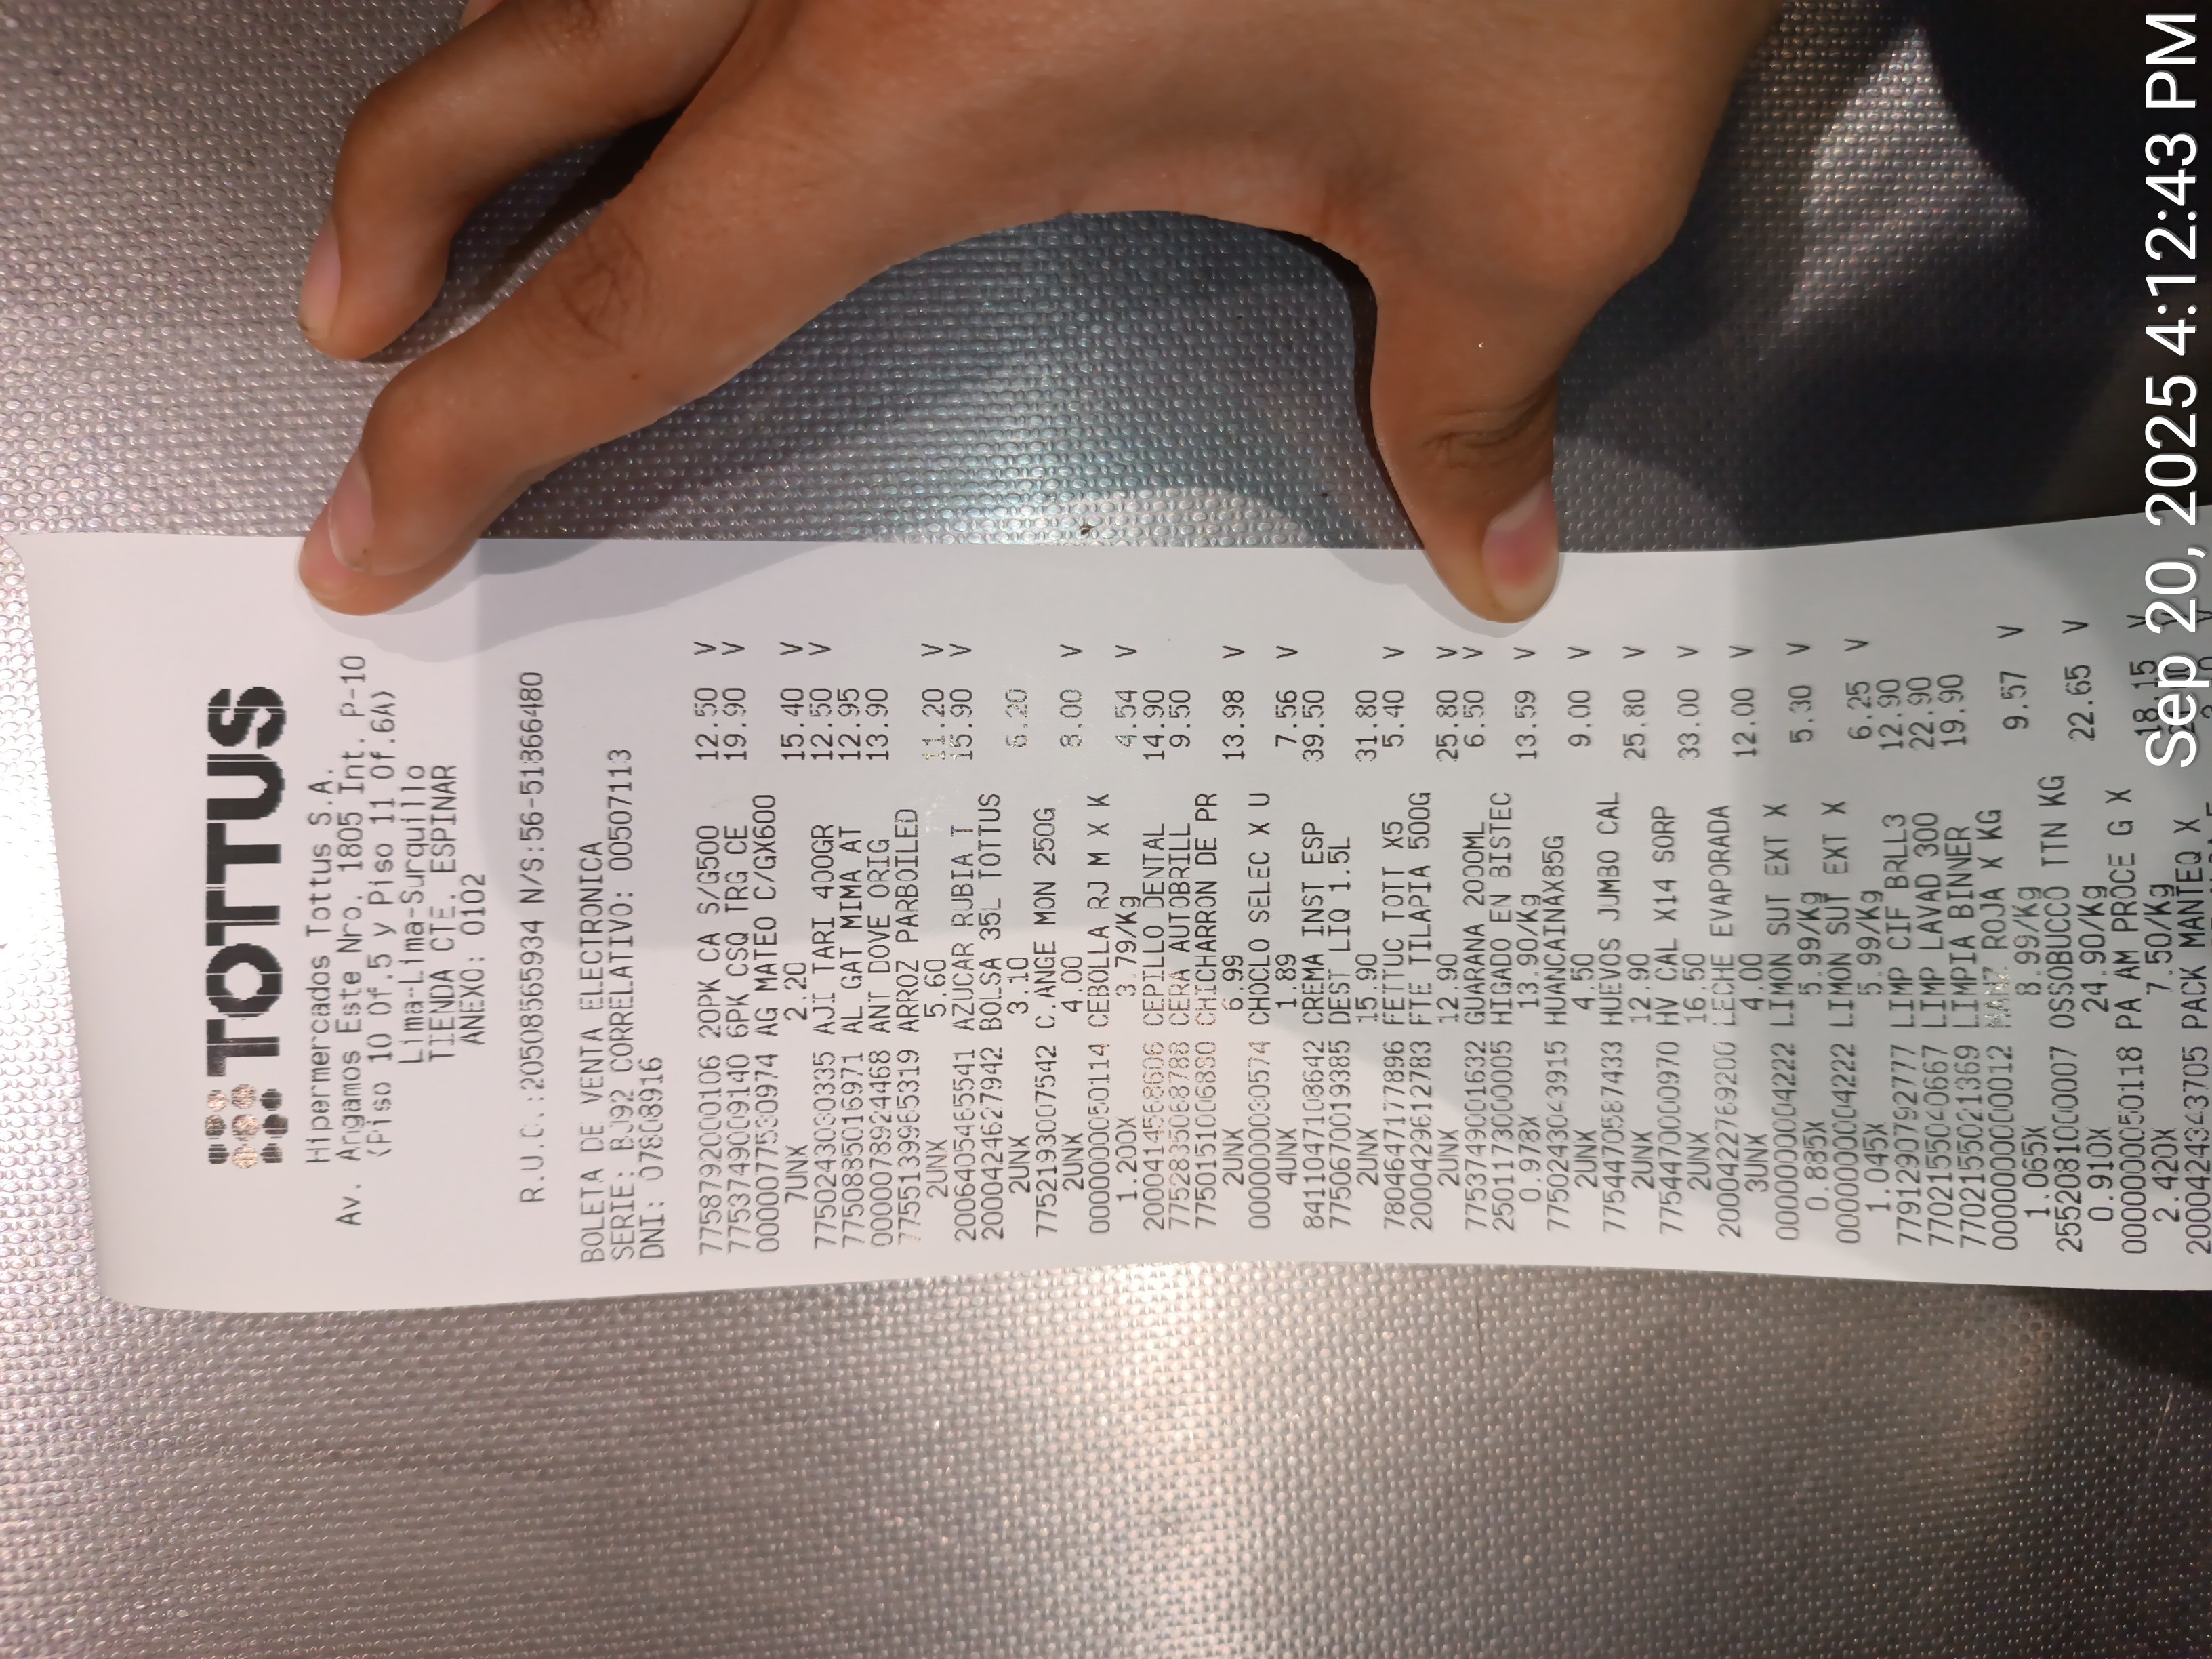 TOTTUS
Hipermercados Tottus S.A.
Av. Angamos Este Nro. 1805 Int. P-10
(Piso 10 Of.5 y Piso 11 Of.6A)
Lima-Lima-Surquillo
TIENDA CTE. ESPINAR
ANEXO: 0102
R.U.C.:20508565934 N/S:56-51866480
BOLETA DE VENTA ELECTRONICA
SERIE: BJ92 CORRELATIVO: 00507113
DNI: 07808916
7758792000106 20PK CA S/G500 12.50 V
7753749009140 6PK CSQ TRG CE 19.90 V
0000077530974 AG MATEO C/GX600
7UNX 2.20 15.40 V
7750243030335 AJI TARI 400GR 12.50 V
7750885016971 AL GAT MIMA AT 12.95
0000078924468 ANT DOVE ORIG 13.90
7755139965319 ARROZ PARBOILED
2UNX 5.60 11.20 V
2006405465541 AZUCAR RUBIA T 15.90 V
2000424627942 BOLSA 35L TOTTUS
2UNX 3.10 6.20
7752193007542 C.ANGE MON 250G
2UNX 4.00 8.00 V
0000000050114 CEBOLLA RJ M X K
1.200X 3.79/Kg 4.54 V
2000414568606 CEPILLO DENTAL 14.90
7752835068788 CERA AUTOBRILL 9.50
7750151006880 CHICHARRON DE PR
2UNX 6.99 13.98 V
0000000030574 CHOCLO SELEC X U
4UNX 1.89 7.56 V
8411047108642 CREMA INST ESP 39.50
7750670019385 DEST LIQ 1.5L
2UNX 15.90 31.80
7804647177896 FETTUC TOTT X5 5.40 V
2000429612783 FTE TILAPIA 500G
2UNX 12.90 25.80 V
7753749001632 GUARANA 2000ML 6.50 V
2501173000005 HIGADO EN BISTEC
0.978X 13.90/Kg 13.59 V
7750243043915 HUANCAINAX85G
2UNX 4.50 9.00 V
7754470587433 HUEVOS JUMBO CAL
2UNX 12.90 25.80 V
7754470000970 HV CAL X14 SORP
2UNX 16.50 33.00 V
2000422769200 LECHE EVAPORADA
3UNX 4.00 12.00 V
0000000004222 LIMON SUT EXT X
0.885X 5.99/Kg 5.30 V
0000000004222 LIMON SUT EXT X
1.045X 5.99/Kg 6.25 V
7791290792777 LIMP CIF BRLL3 12.90
7702155040667 LIMP LAVAD 300 22.90
7702155021369 LIMPIA BINNER 19.90
0000000000012 MANZ ROJA X KG
1.065X 8.99/Kg 9.57 V
2552081000007 OSSOBUCCO TTN KG
0.910X 24.90/Kg 22.65 V
0000000050118 PA AM PROCE G X
2.420X 7.50/Kg 18.15 V
2000424343705 PACK MANTEQ X
Sep 20, 2025 4:12:43 PM